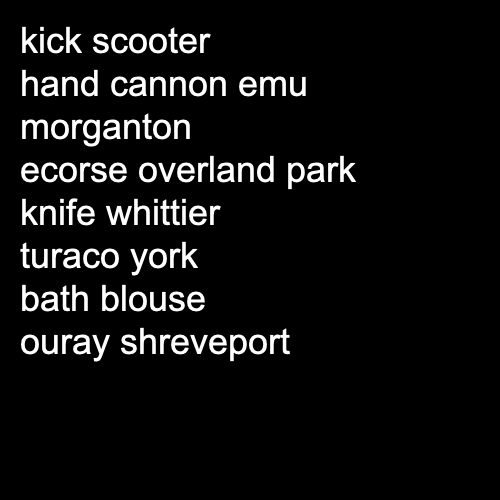 kick scooter
hand cannon emu
morganton
ecorse overland park
knife whittier
turaco york
bath blouse
ouray shreveport